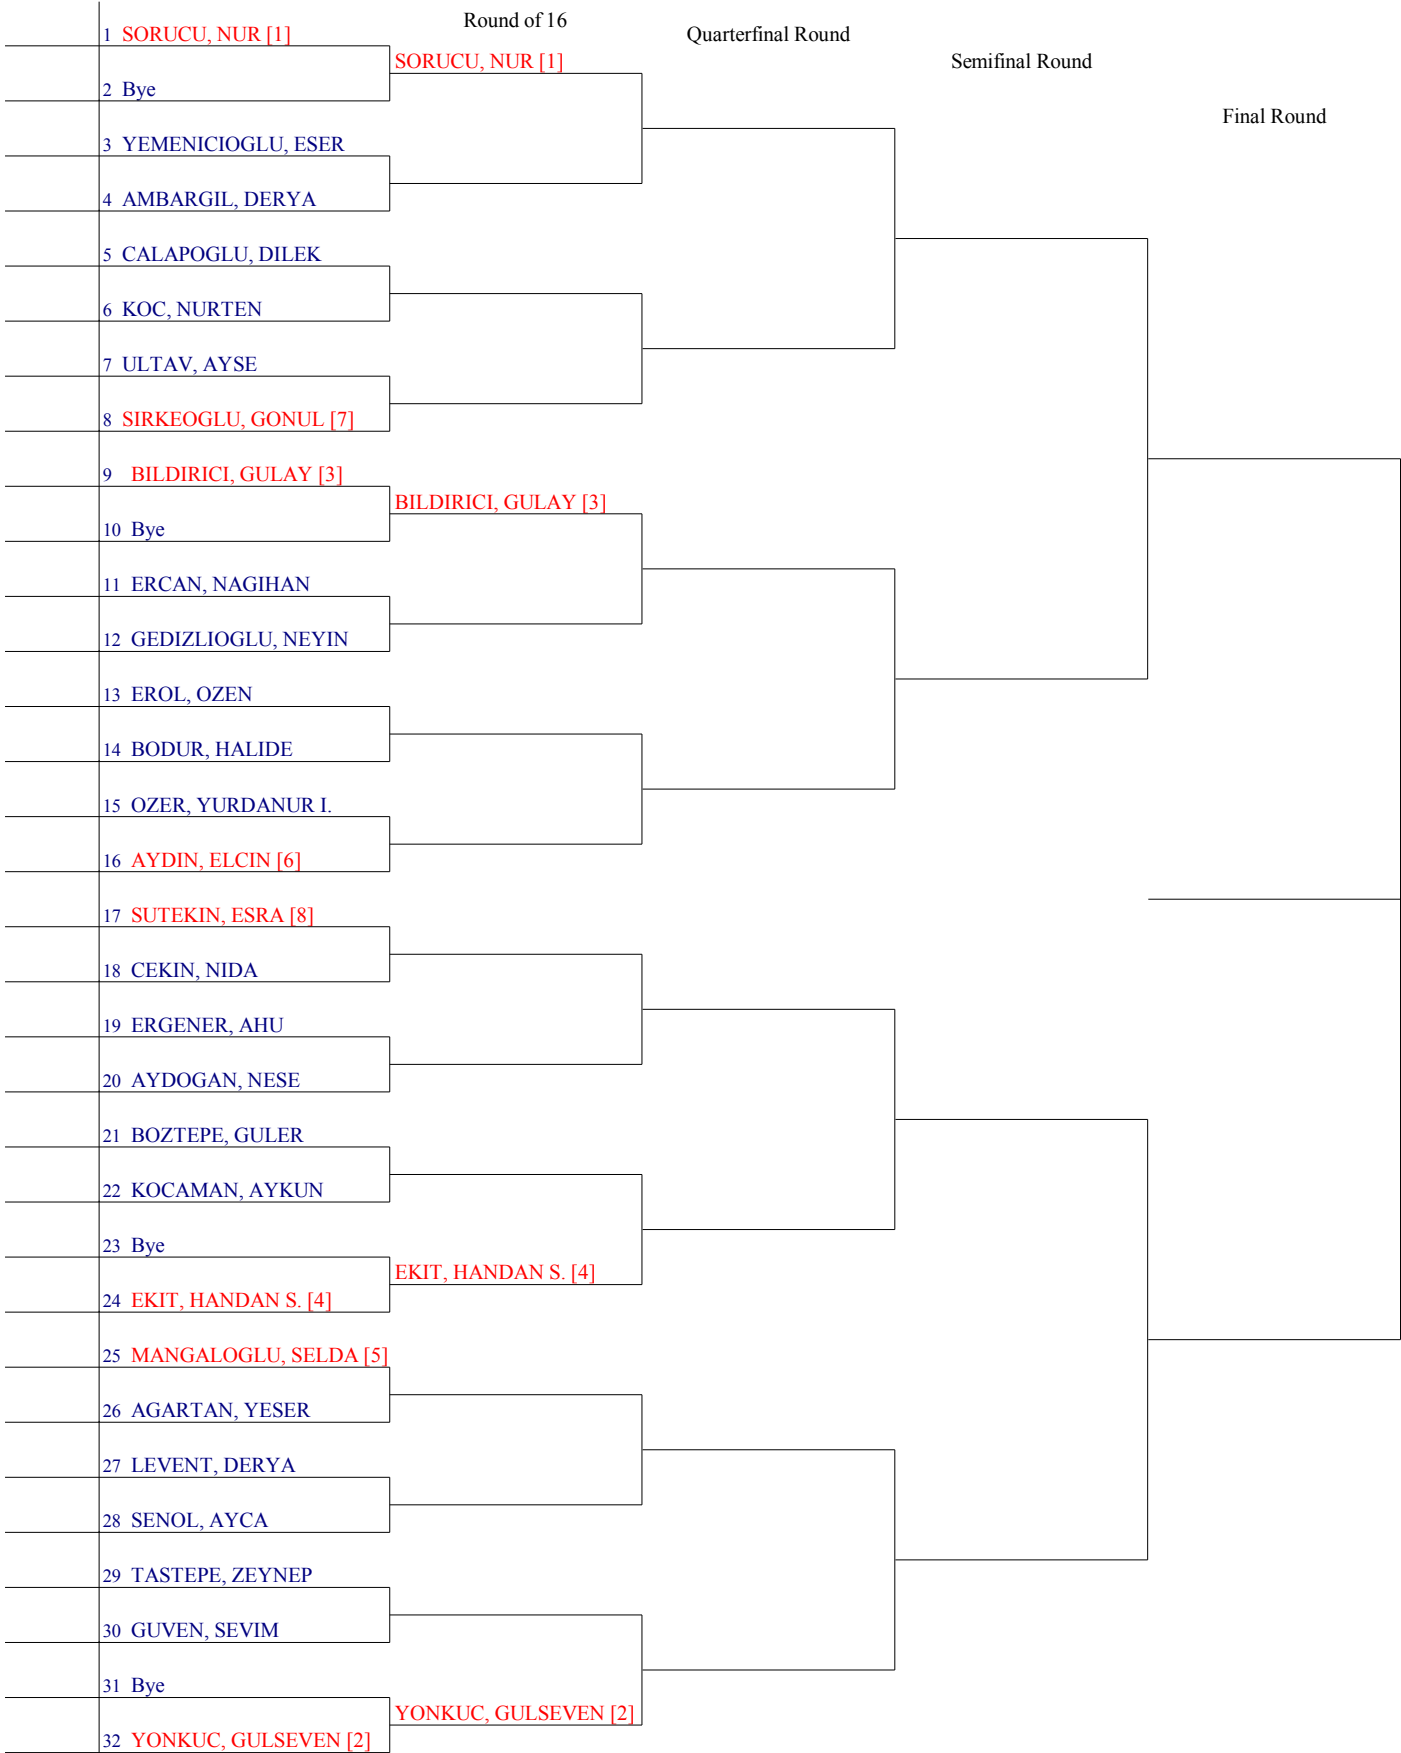 Round of 16
Quarterfinal Round
Semifinal Round
Final Round
1 SORUCU, NUR [1]
SORUCU, NUR [1]
2 Bye
3 YEMENICIOGLU, ESER
4 AMBARGIL, DERYA
5 CALAPOGLU, DILEK
6 KOC, NURTEN
7 ULTAV, AYSE
8 SIRKEOGLU, GONUL [7]
9 BILDIRICI, GULAY [3]
BILDIRICI, GULAY [3]
10 Bye
11 ERCAN, NAGIHAN
12 GEDIZLIOGLU, NEYIN
13 EROL, OZEN
14 BODUR, HALIDE
15 OZER, YURDANUR I.
16 AYDIN, ELCIN [6]
17 SUTEKIN, ESRA [8]
18 CEKIN, NIDA
19 ERGENER, AHU
20 AYDOGAN, NESE
21 BOZTEPE, GULER
22 KOCAMAN, AYKUN
23 Bye
EKIT, HANDAN S. [4]
24 EKIT, HANDAN S. [4]
25 MANGALOGLU, SELDA [5]
26 AGARTAN, YESER
27 LEVENT, DERYA
28 SENOL, AYCA
29 TASTEPE, ZEYNEP
30 GUVEN, SEVIM
31 Bye
YONKUC, GULSEVEN [2]
32 YONKUC, GULSEVEN [2]